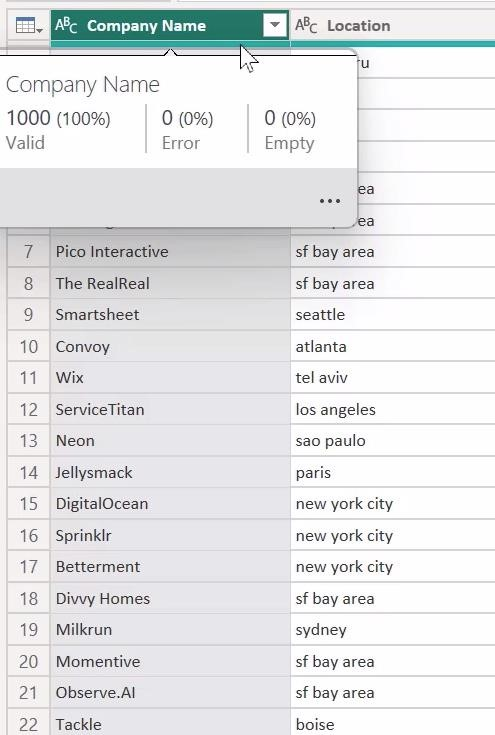 ABC Company Name ABC Location
ru
Company Name
1000 (100%) 0 (0%) 0 (0%)
Valid Error Empty
ea
ea
7 Pico Interactive sf bay area
8 The RealReal sf bay area
9 Smartsheet seattle
10 Convoy atlanta
11 Wix tel aviv
12 ServiceTitan los angeles
13 Neon sao paulo
14 Jellysmack paris
15 DigitalOcean new york city
16 Sprinklr new york city
17 Betterment new york city
18 Divvy Homes sf bay area
19 Milkrun sydney
20 Momentive sf bay area
21 Observe.AI sf bay area
22 Tackle boise